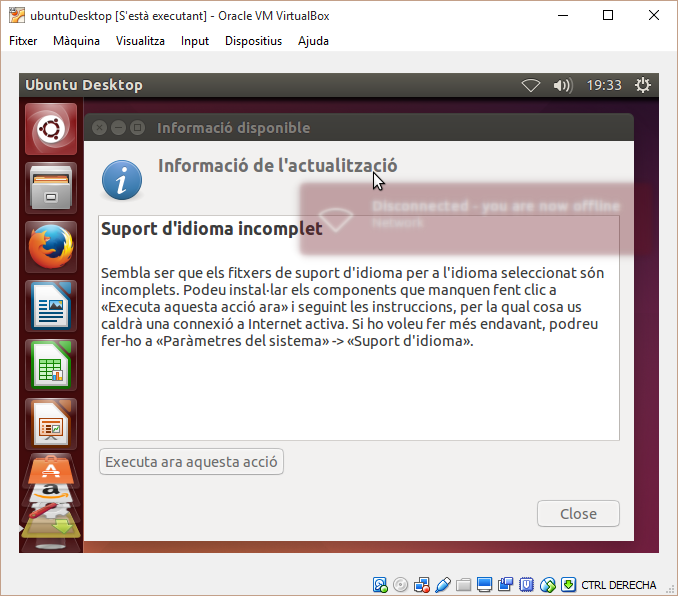 ubuntuDesktop [S'està executant] - Oracle VM VirtualBox
Fitxer Màquina Visualitza Input Dispositius Ajuda
Ubuntu Desktop 19:33
Informació disponible
Informació de l'actualització
Disconnected - you are now offline
Network
Suport d'idioma incomplet
Sembla ser que els fitxers de suport d'idioma per a l'idioma seleccionat són
incomplets. Podeu instal·lar els components que manquen fent clic a
«Executa aquesta acció ara» i seguint les instruccions, per la qual cosa us
caldrà una connexió a Internet activa. Si ho voleu fer més endavant, podreu
fer-ho a «Paràmetres del sistema» -> «Suport d'idioma».
Executa ara aquesta acció
Close
CTRL DERECHA